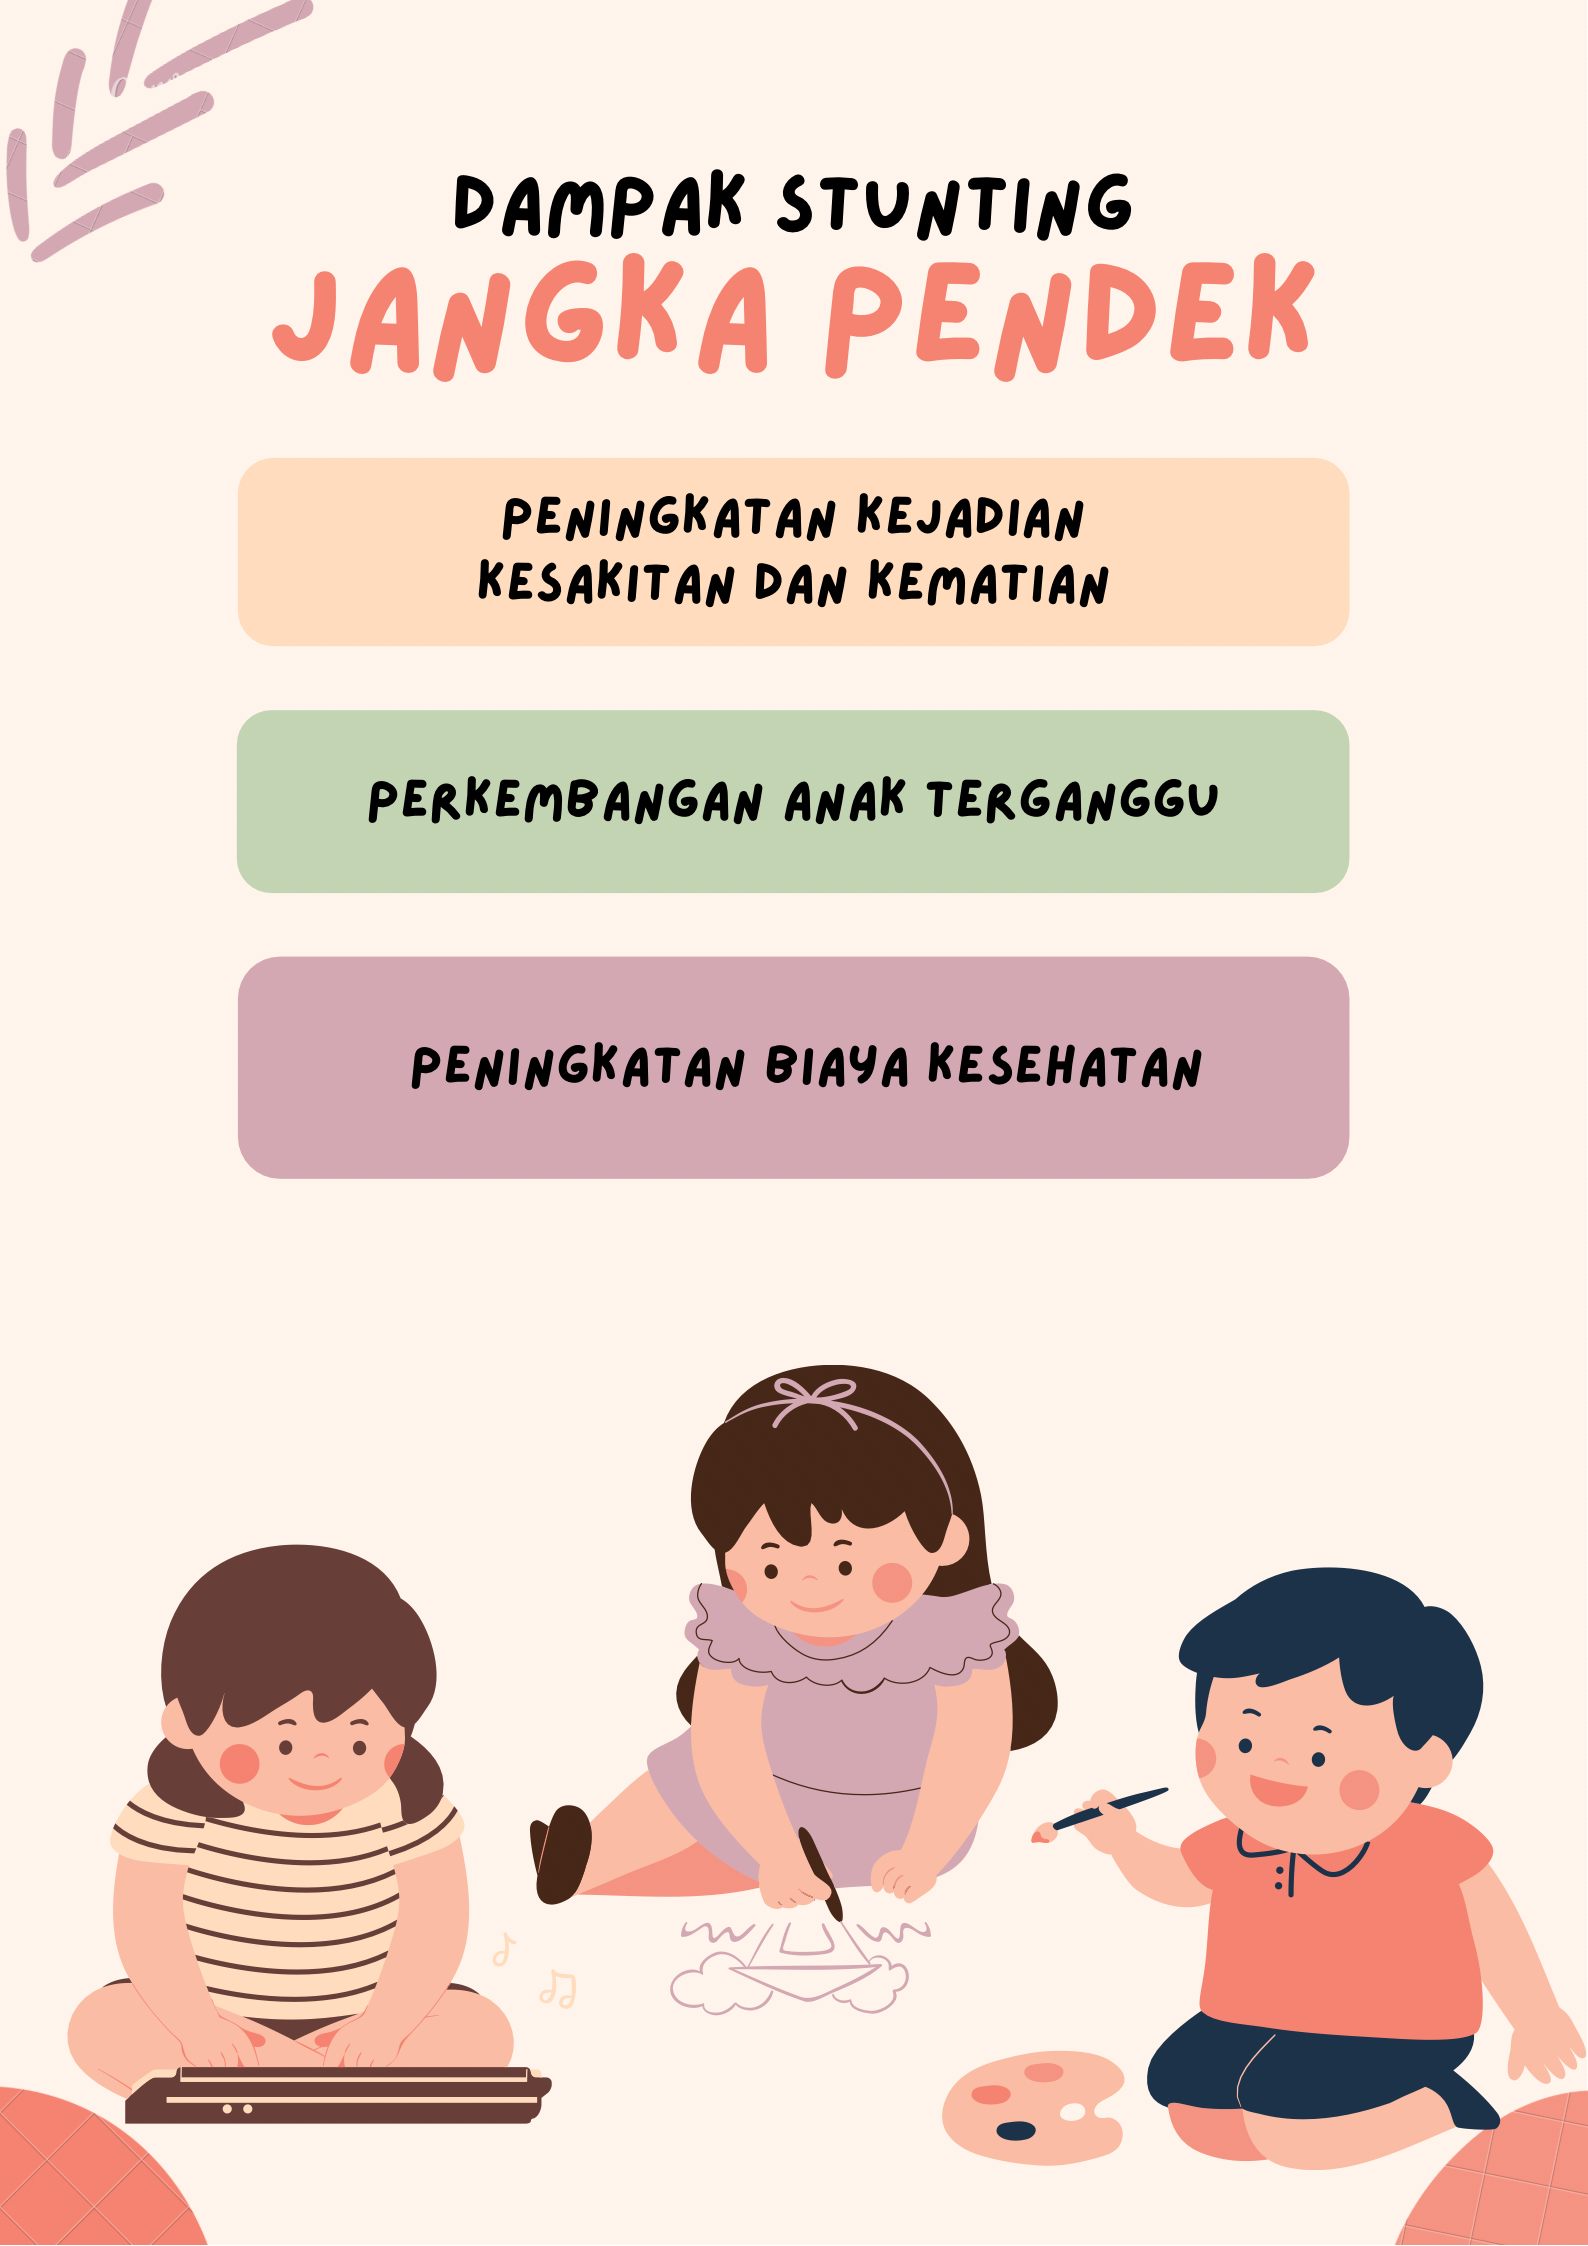 DAMPAK STUNTING
JANGKA PENDEK
PENINGKATAN KEJADIAN
KESAKITAN DAN KEMATIAN
PERKEMBANGAN ANAK TERGANGGU
PENINGKATAN BIAYA KESEHATAN